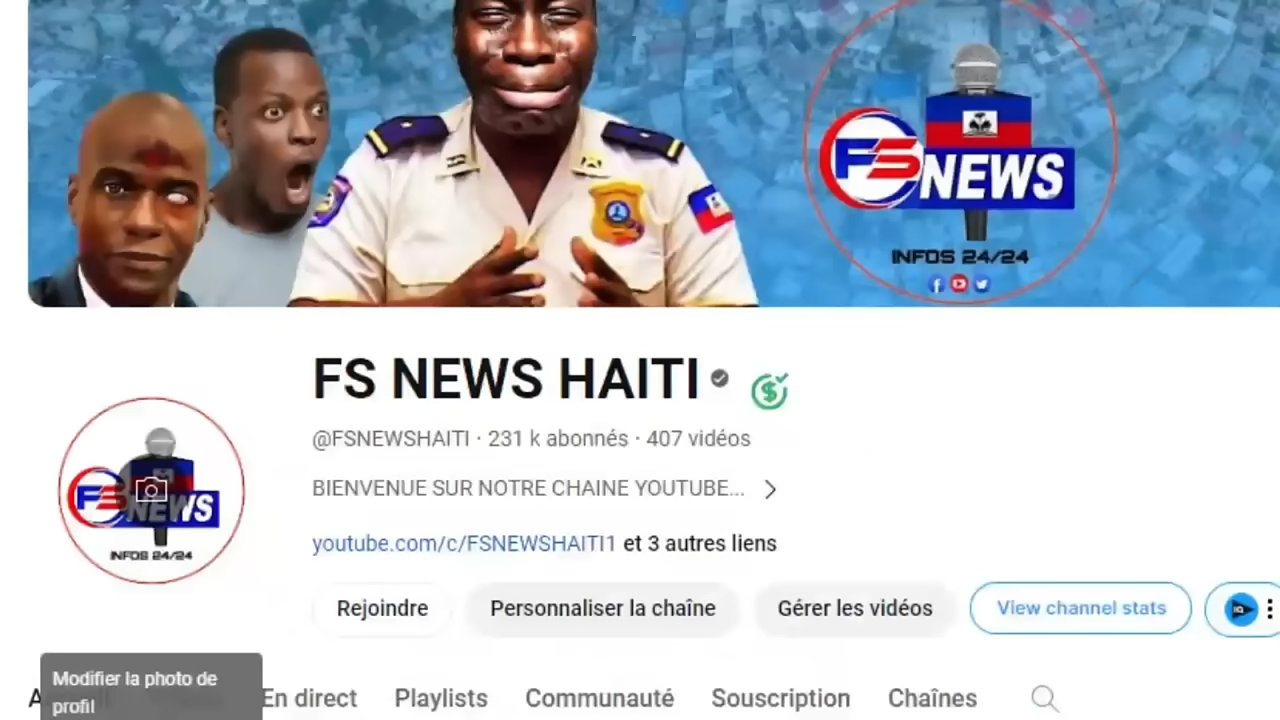 FS NEWS
INFOS 24/24
FS NEWS HAITI
@FSNEWSHAITI · 231 k abonnés · 407 vidéos
BIENVENUE SUR NOTRE CHAINE YOUTUBE...
youtube.com/c/FSNEWSHAITI1 et 3 autres liens
FS NEWS
INFOS 24/24
Rejoindre Personnaliser la chaîne Gérer les vidéos View channel stats
Modifier la photo de
profil
En direct Playlists Communauté Souscription Chaînes